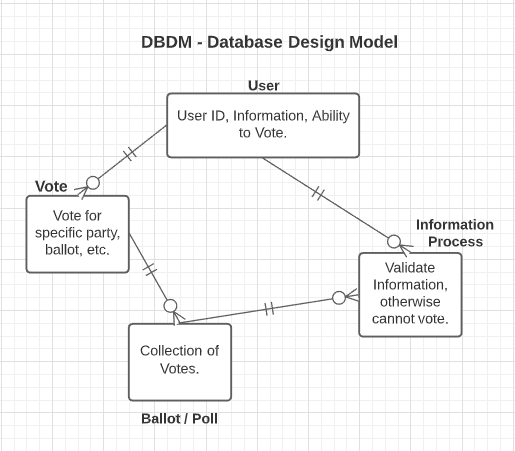 DBDM - Database Design Model
User
User ID, Information, Ability
to Vote.
Vote
Vote for
specific party,
ballot, etc.
Information
Process
Validate
Information,
otherwise
cannot vote.
Collection of
Votes.
Ballot / Poll